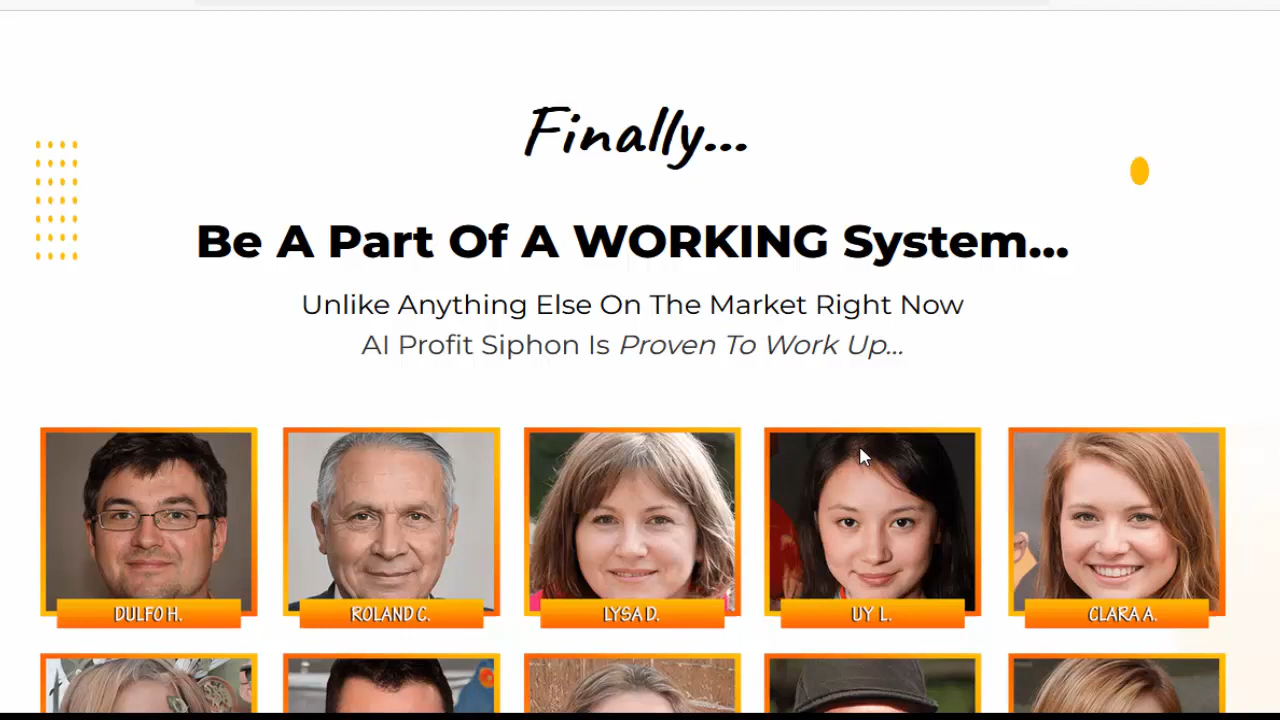 Finally...
Be A Part Of A WORKING System...
Unlike Anything Else On The Market Right Now
AI Profit Siphon Is Proven To Work Up...
DULFO H.
ROLAND C.
LYSA D.
UY L.
CLARA A.